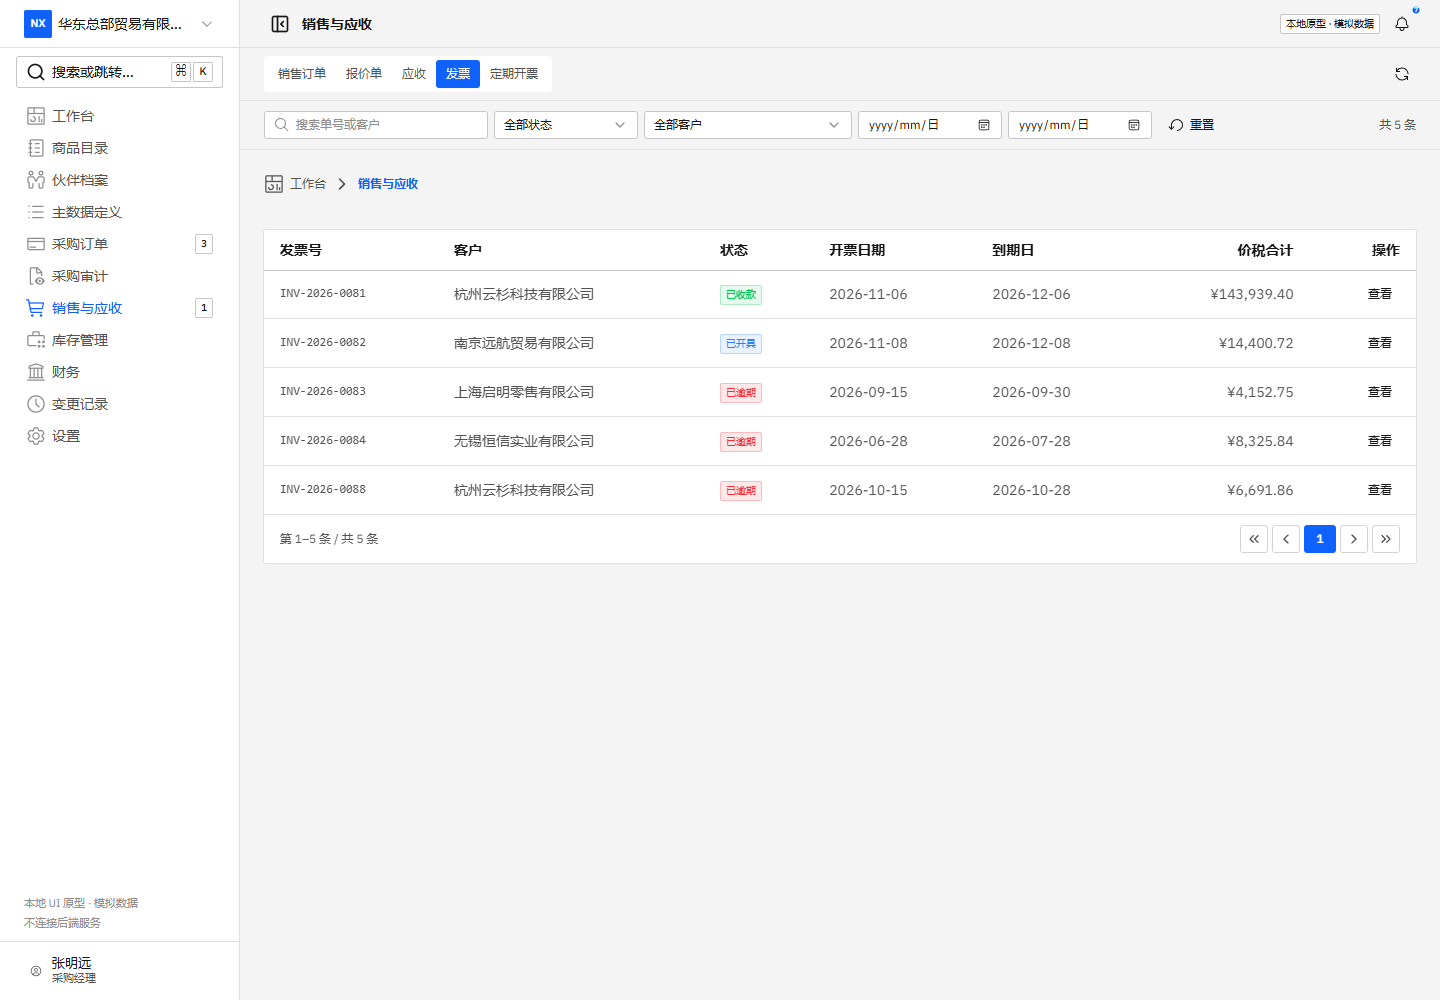 NX 华东总部贸易有限...
搜索或跳转... ⌘ K
工作台
商品目录
伙伴档案
主数据定义
采购订单 3
采购审计
销售与应收 1
库存管理
财务
变更记录
设置
本地 UI 原型 · 模拟数据
不连接后端服务
张明远
采购经理
销售与应收
本地原型 · 模拟数据
7
销售订单 报价单 应收 发票 定期开票
搜索单号或客户 全部状态 全部客户 yyyy/mm/日 yyyy/mm/日 重置 共 5 条
工作台 销售与应收
发票号 客户 状态 开票日期 到期日 价税合计 操作
INV-2026-0081 杭州云杉科技有限公司 已收款 2026-11-06 2026-12-06 ¥143,939.40 查看
INV-2026-0082 南京远航贸易有限公司 已开具 2026-11-08 2026-12-08 ¥14,400.72 查看
INV-2026-0083 上海启明零售有限公司 已逾期 2026-09-15 2026-09-30 ¥4,152.75 查看
INV-2026-0084 无锡恒信实业有限公司 已逾期 2026-06-28 2026-07-28 ¥8,325.84 查看
INV-2026-0088 杭州云杉科技有限公司 已逾期 2026-10-15 2026-10-28 ¥6,691.86 查看
第 1–5 条 / 共 5 条 1